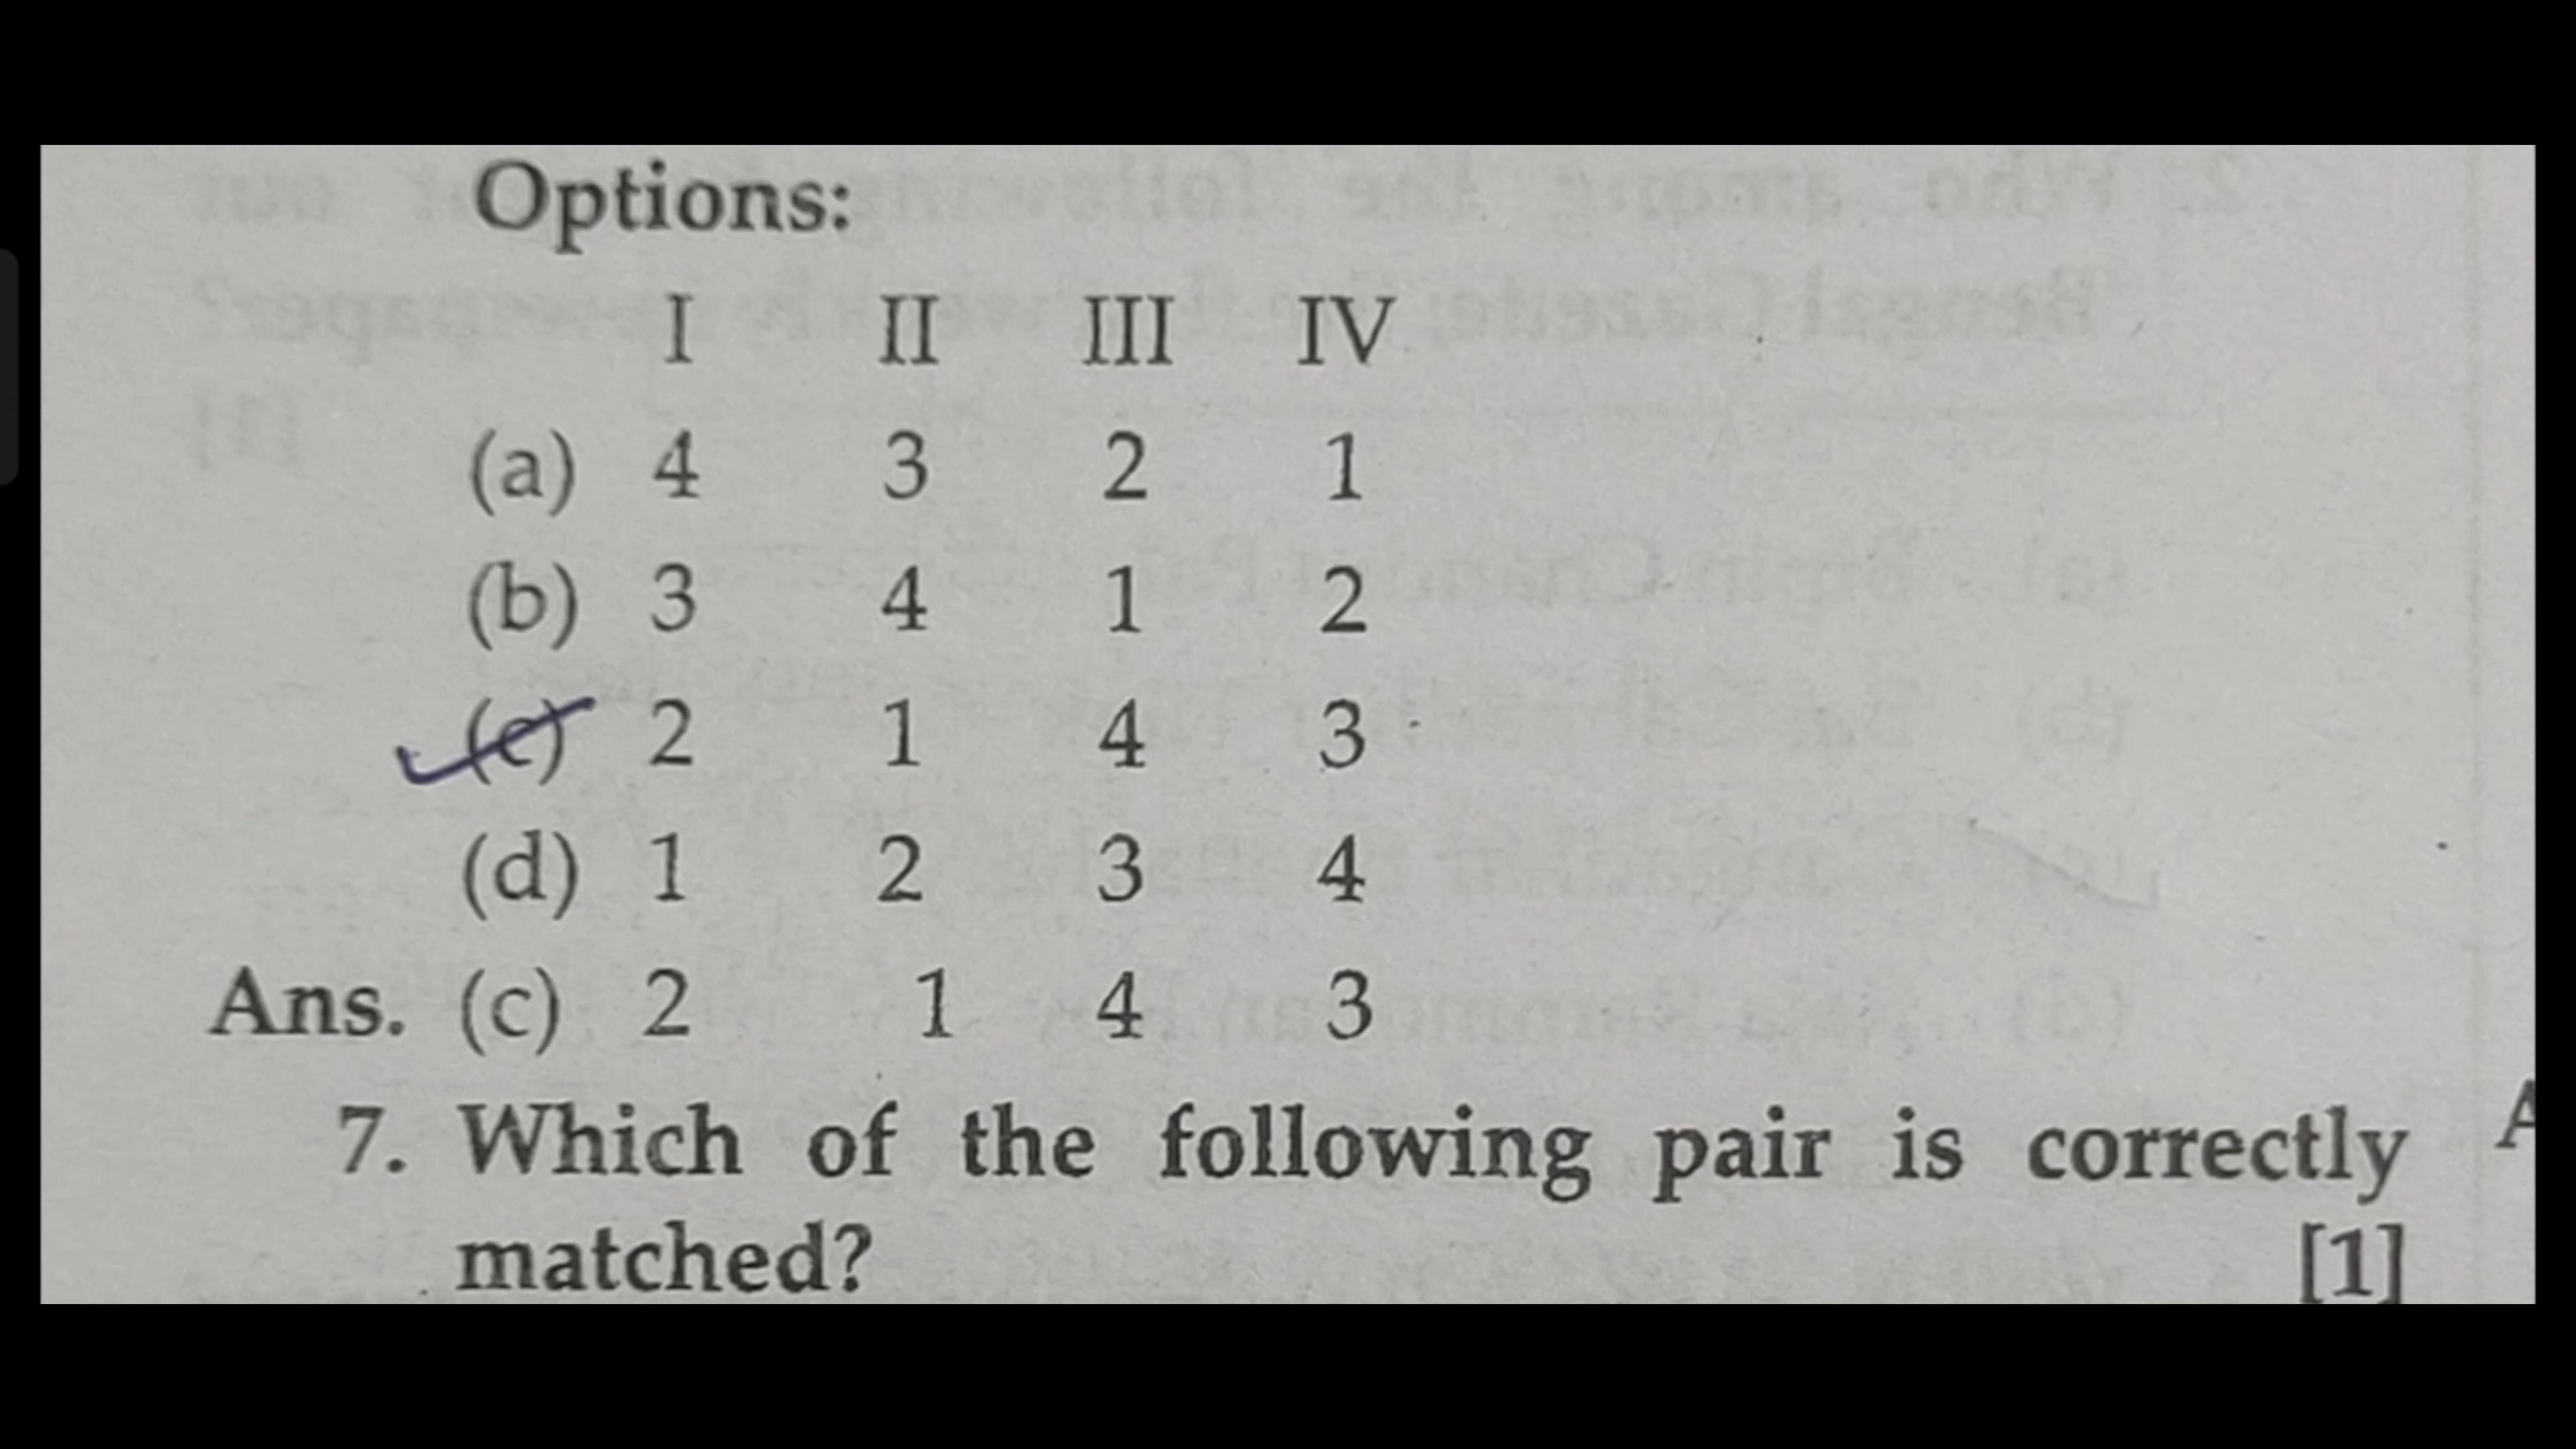 Options:
I II III IV
(a) 4 3 2 1
(b) 3 4 1 2
(c) 2 1 4 3
(d) 1 2 3 4
Ans. (c) 2 1 4 3
7. Which of the following pair is correctly
matched? [1]